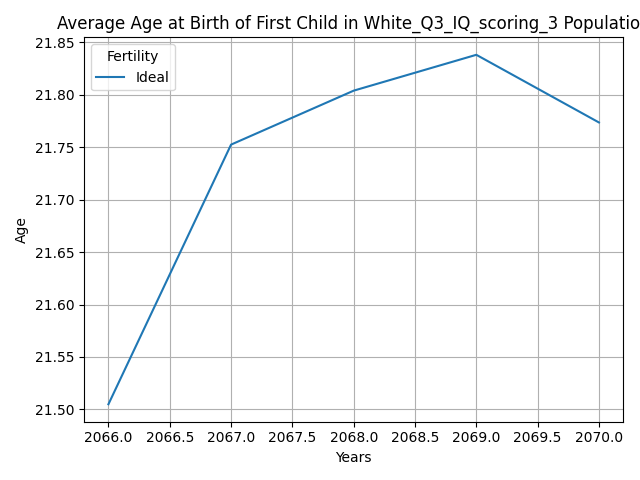 Average Age at Birth of First Child in White_Q3_IQ_scoring_3 Populatio
21.85
Fertility
Ideal
21.80
21.75
21.70
21.65
21.60
21.55
21.50
Age
2066.0 2066.5 2067.0 2067.5 2068.0 2068.5 2069.0 2069.5 2070.0
Years